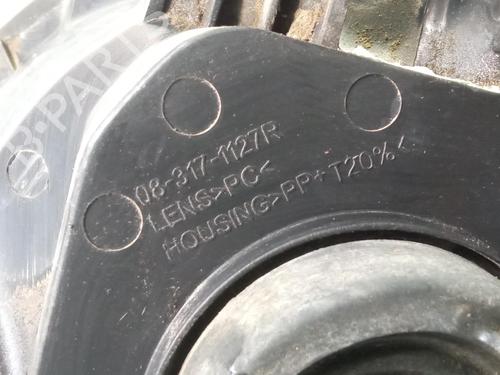 B-PARTS
08-317-1127R
LENS>PC<
HOUSING>PP+T20%<